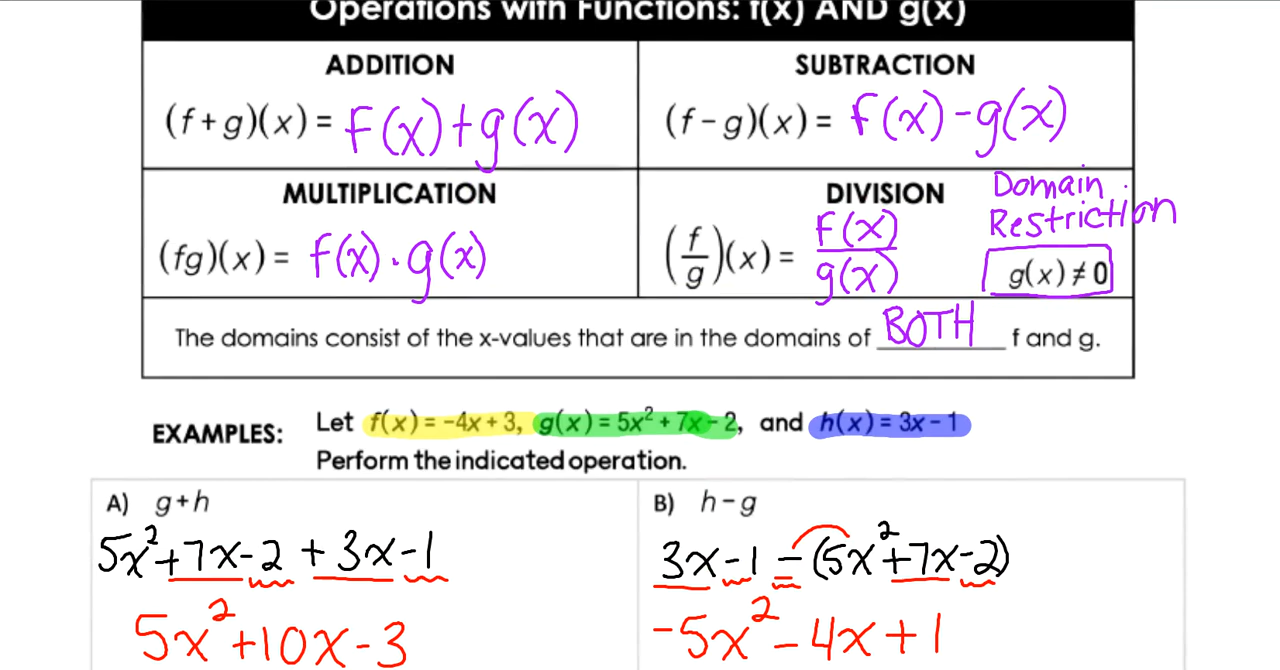 Operations with Functions: f(x) AND g(x)
ADDITION
(f+g)(x) = f(x)+g(x)
SUBTRACTION
(f-g)(x) = f(x)-g(x)
MULTIPLICATION
(fg)(x) = f(x)·g(x)
DIVISION
(f/g)(x) = f(x)/g(x)
Domain
Restriction
g(x) ≠ 0
The domains consist of the x-values that are in the domains of BOTH f and g.
EXAMPLES: Let f(x) = -4x + 3, g(x) = 5x² + 7x - 2, and h(x) = 3x - 1
Perform the indicated operation.
A) g+h
5x²+7x-2 + 3x-1
5x²+10x-3
B) h-g
3x-1-(5x²+7x-2)
-5x²-4x+1